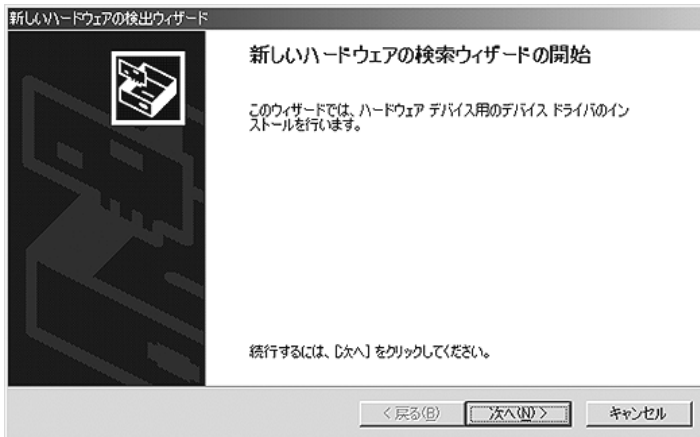 新しいハードウェアの検出ウィザード
新しいハードウェアの検索ウィザードの開始
このウィザードでは、ハードウェア デバイス用のデバイス ドライバのイン
ストールを行います。
続行するには、[次へ] をクリックしてください。
< 戻る(B)
次へ(N) >
キャンセル